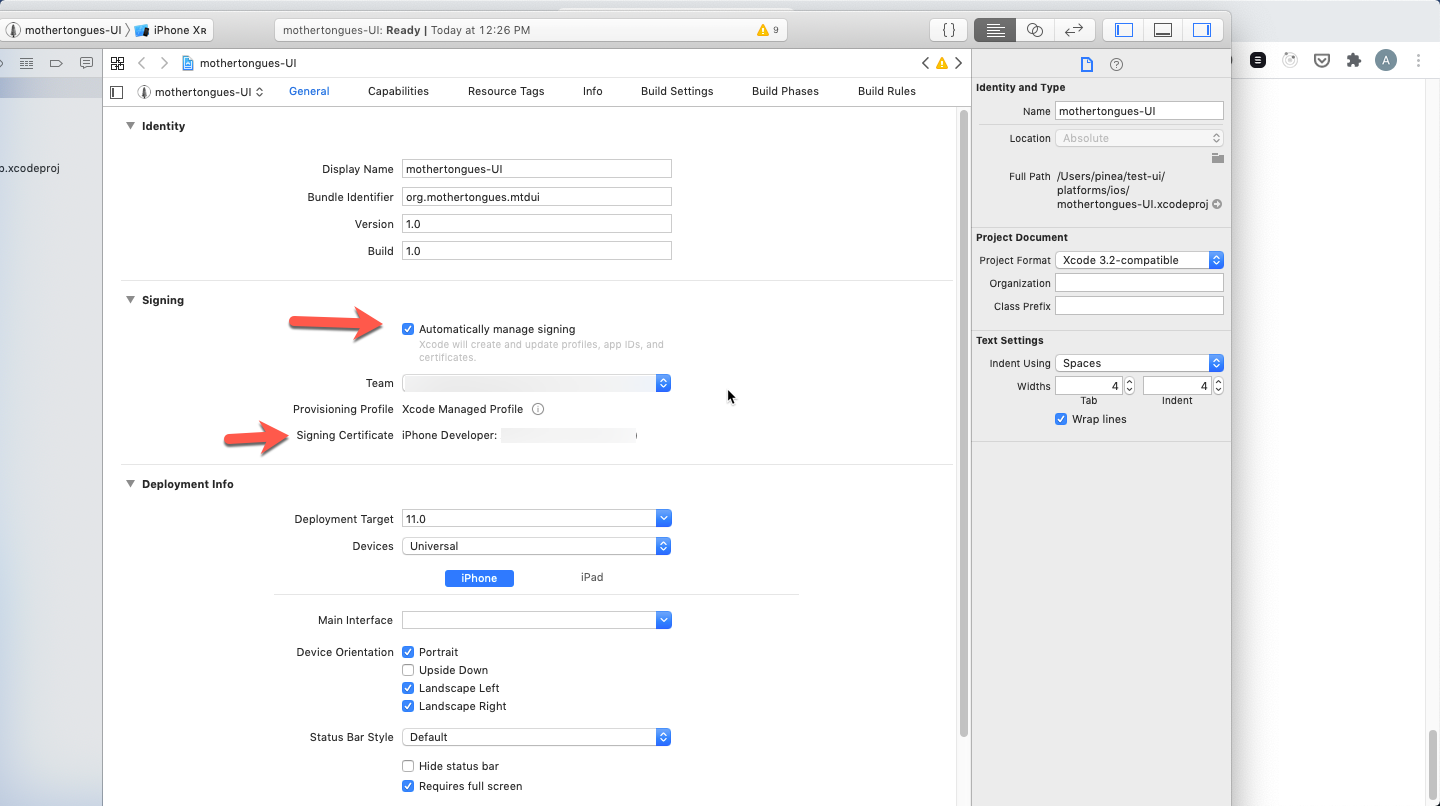 mothertongues-UI 〉 iPhone XR
mothertongues-UI: Ready | Today at 12:26 PM
9
{ }
A
mothertongues-UI
mothertongues-UI
General
Capabilities
Resource Tags
Info
Build Settings
Build Phases
Build Rules
.xcodeproj
Identity
Display Name mothertongues-UI
Bundle Identifier org.mothertongues.mtdui
Version 1.0
Build 1.0
Signing
Automatically manage signing
Xcode will create and update profiles, app IDs, and
certificates.
Team
Provisioning Profile Xcode Managed Profile
Signing Certificate iPhone Developer:
Deployment Info
Deployment Target 11.0
Devices Universal
iPhone iPad
Main Interface
Device Orientation Portrait
Upside Down
Landscape Left
Landscape Right
Status Bar Style Default
Hide status bar
Requires full screen
Identity and Type
Name mothertongues-UI
Location Absolute
Full Path /Users/pinea/test-ui/
platforms/ios/
mothertongues-UI.xcodeproj
Project Document
Project Format Xcode 3.2-compatible
Organization
Class Prefix
Text Settings
Indent Using Spaces
Widths 4 4
Tab Indent
Wrap lines